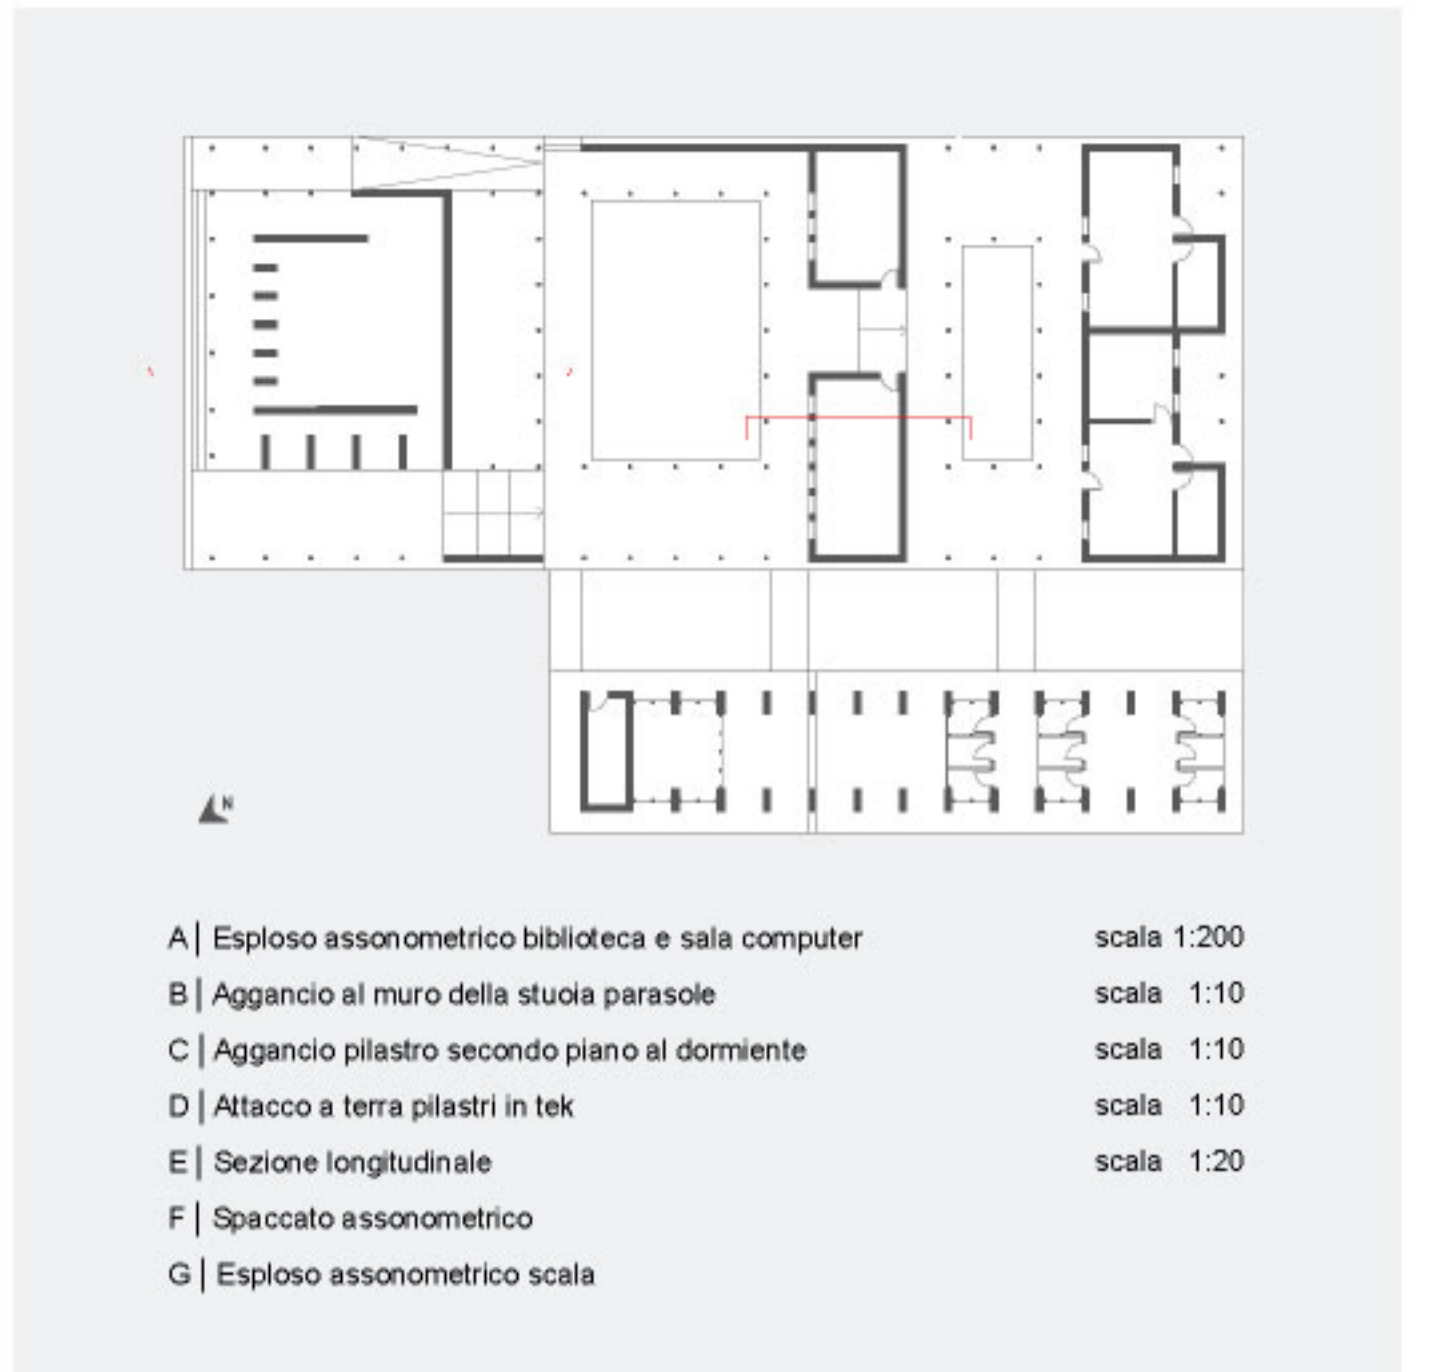 N
A| Esploso assonometrico biblioteca e sala computer scala 1:200
B| Aggancio al muro della stuoia parasole scala 1:10
C| Aggancio pilastro secondo piano al dormiente scala 1:10
D| Attacco a terra pilastri in tek scala 1:10
E| Sezione longitudinale scala 1:20
F| Spaccato assonometrico
G| Esploso assonometrico scala